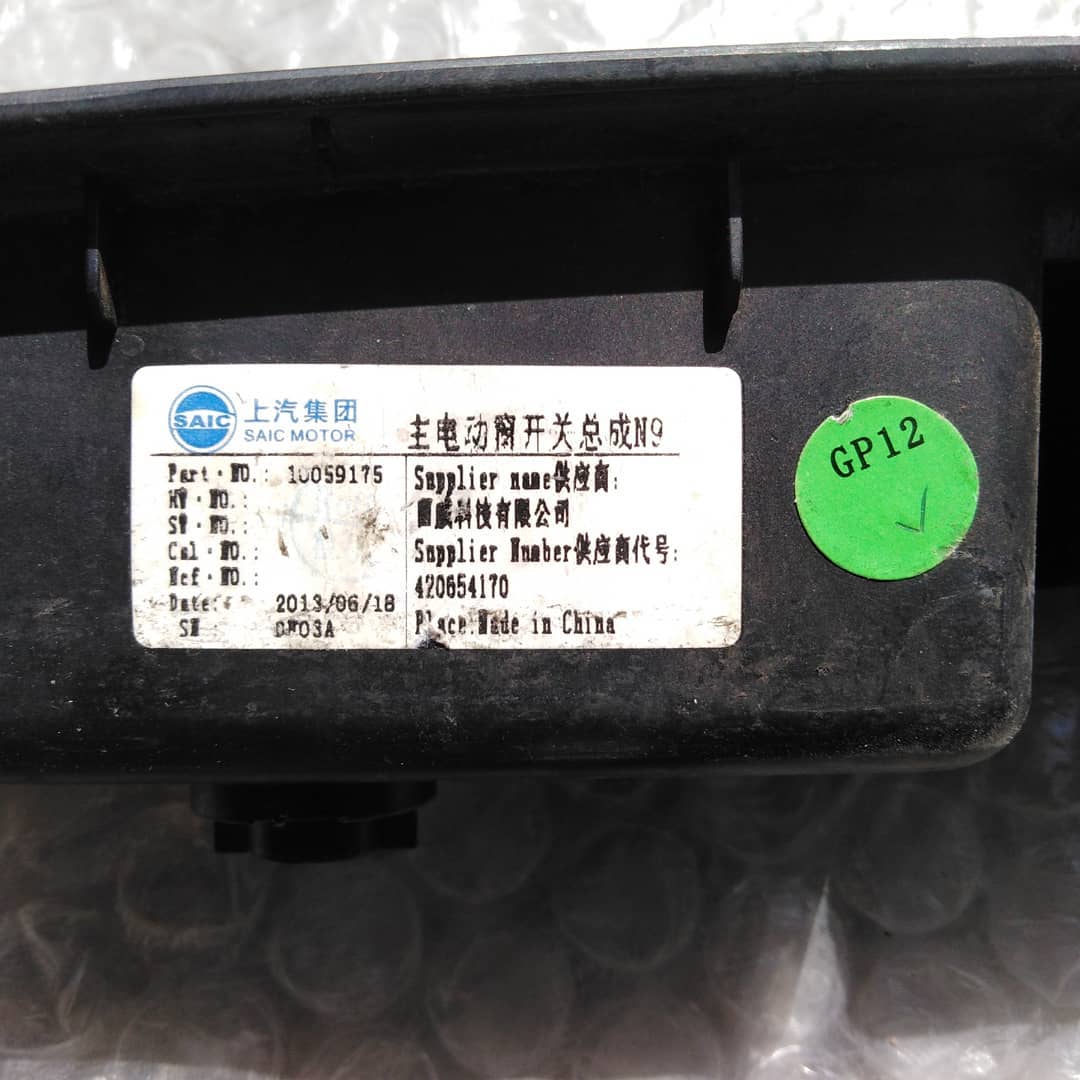 SAIC 上汽集团
SAIC MOTOR
主电动窗开关总成N9
Part·NO.: 10059175
HW·NO.:
SW·NO.:
Cal·NO.:
Ref·NO.:
Date: 2013/06/18
SN
Supplier name供应商:
科技有限公司
Supplier Number供应商代号:
420654170
Place:Made in China
GP12